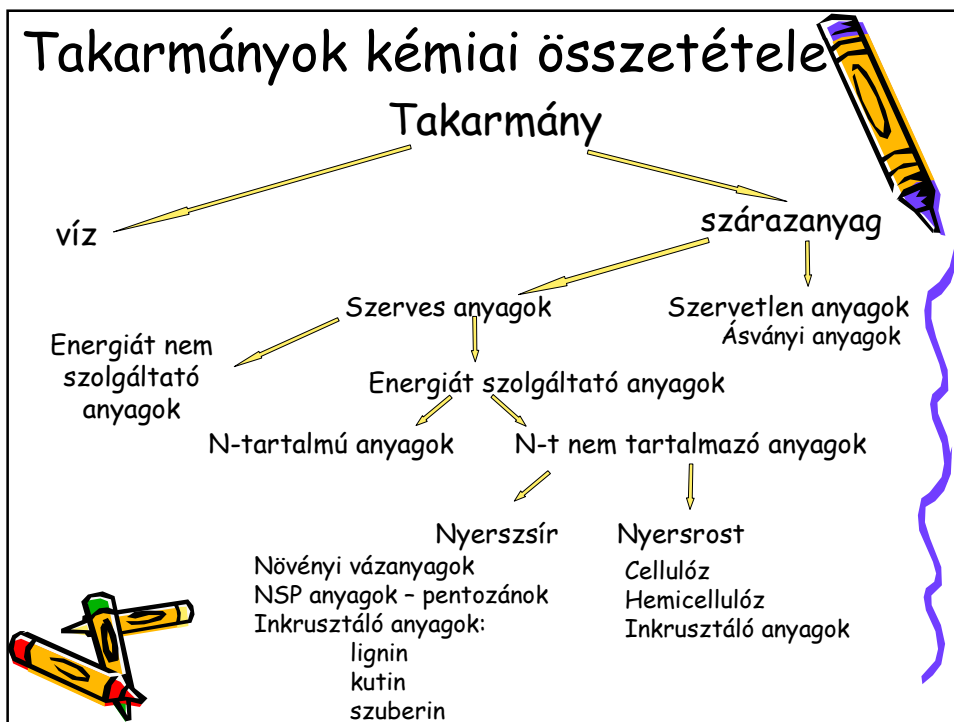 Takarmányok kémiai összetétele
Takarmány
víz
szárazanyag
Szerves anyagok
Szervetlen anyagok
Ásványi anyagok
Energiát nem
szolgáltató
anyagok
Energiát szolgáltató anyagok
N-tartalmú anyagok
N-t nem tartalmazó anyagok
Nyerszsír
Nyersrost
Növényi vázanyagok
NSP anyagok – pentozánok
Inkrusztáló anyagok:
lignin
kutin
szuberin
Cellulóz
Hemicellulóz
Inkrusztáló anyagok